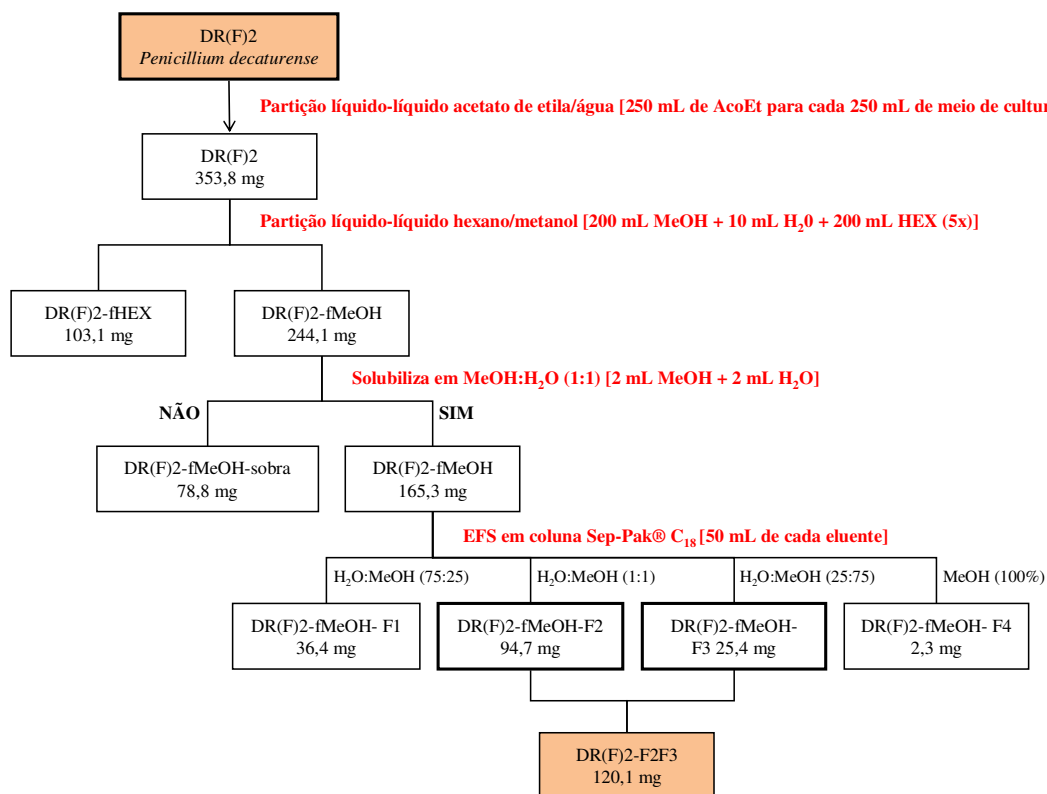 DR(F)2
Penicillium decaturense
Partição líquido-líquido acetato de etila/água [250 mL de AcoEt para cada 250 mL de meio de cultur
DR(F)2
353,8 mg
Partição líquido-líquido hexano/metanol [200 mL MeOH + 10 mL H₂0 + 200 mL HEX (5x)]
DR(F)2-fHEX
103,1 mg
DR(F)2-fMeOH
244,1 mg
Solubiliza em MeOH:H₂O (1:1) [2 mL MeOH + 2 mL H₂O]
NÃO
SIM
DR(F)2-fMeOH-sobra
78,8 mg
DR(F)2-fMeOH
165,3 mg
EFS em coluna Sep-Pak® C₁₈ [50 mL de cada eluente]
H₂O:MeOH (75:25)
H₂O:MeOH (1:1)
H₂O:MeOH (25:75)
MeOH (100%)
DR(F)2-fMeOH- F1
36,4 mg
DR(F)2-fMeOH-F2
94,7 mg
DR(F)2-fMeOH-
F3 25,4 mg
DR(F)2-fMeOH- F4
2,3 mg
DR(F)2-F2F3
120,1 mg